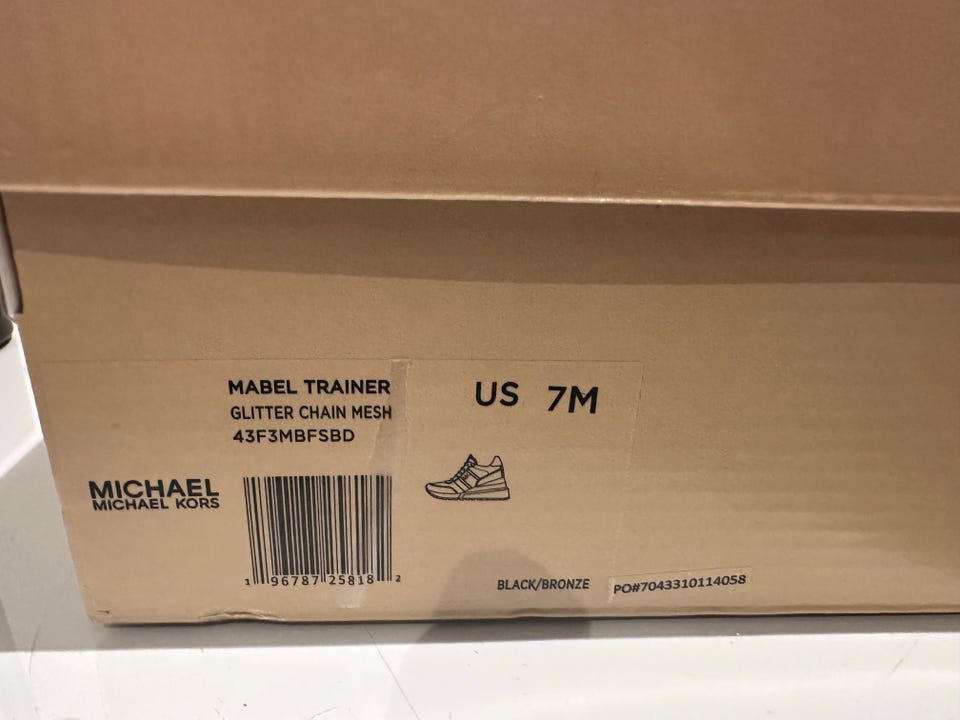 MABEL TRAINER
GLITTER CHAIN MESH
43F3MBFSBD
US 7M
MICHAEL
MICHAEL KORS
1 96787 25818 2
BLACK/BRONZE
PO#7043310114058